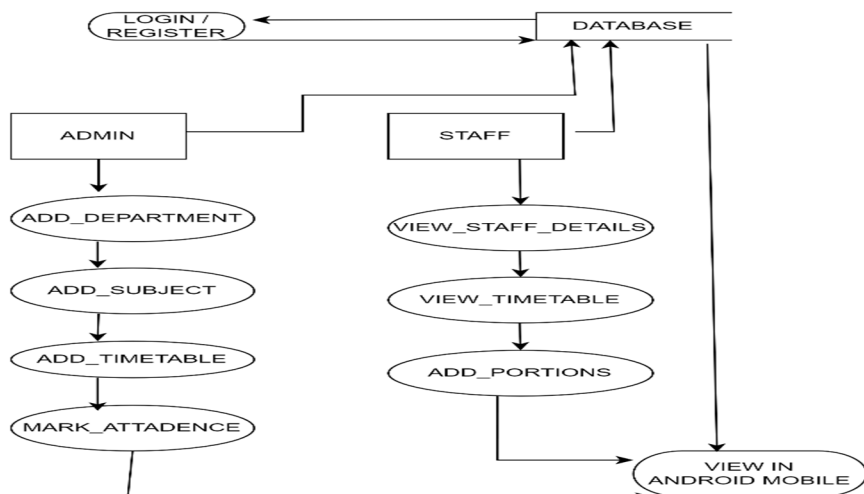 LOGIN /
REGISTER
DATABASE
ADMIN
STAFF
ADD_DEPARTMENT
VIEW_STAFF_DETAILS
ADD_SUBJECT
VIEW_TIMETABLE
ADD_TIMETABLE
ADD_PORTIONS
MARK_ATTADENCE
VIEW IN
ANDROID MOBILE